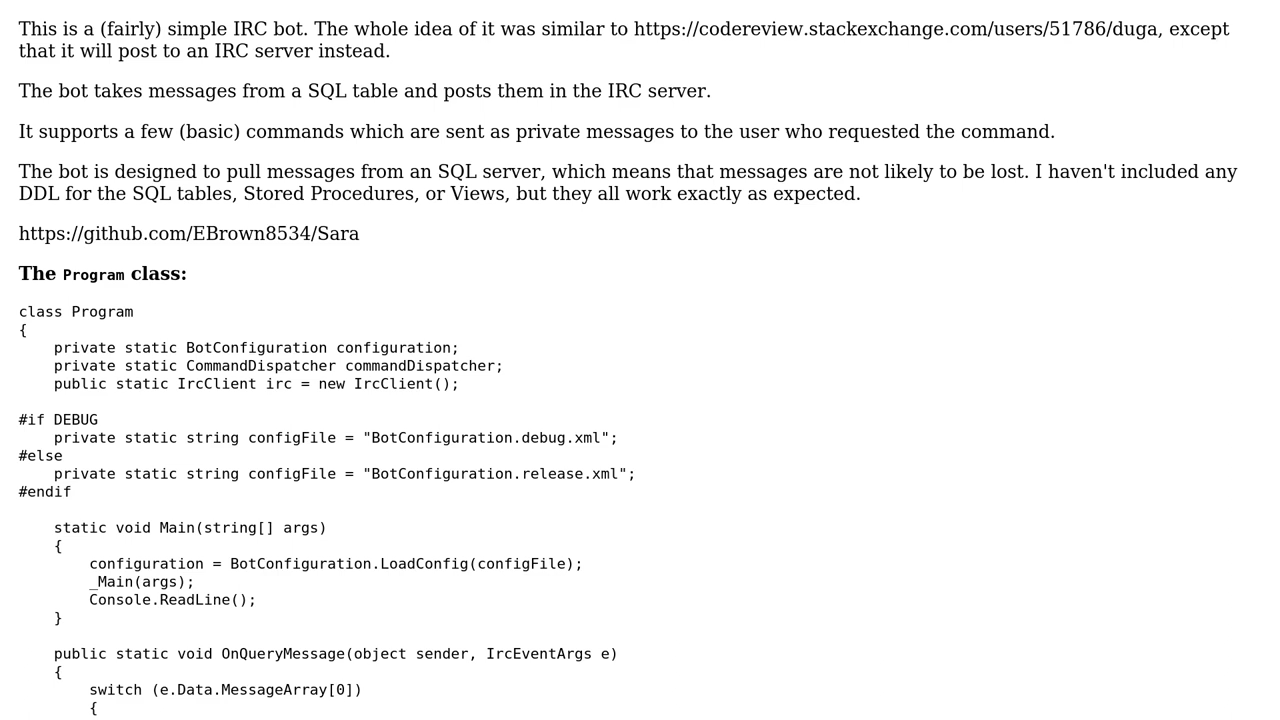 This is a (fairly) simple IRC bot. The whole idea of it was similar to https://codereview.stackexchange.com/users/51786/duga, except
that it will post to an IRC server instead.
The bot takes messages from a SQL table and posts them in the IRC server.
It supports a few (basic) commands which are sent as private messages to the user who requested the command.
The bot is designed to pull messages from an SQL server, which means that messages are not likely to be lost. I haven't included any
DDL for the SQL tables, Stored Procedures, or Views, but they all work exactly as expected.
https://github.com/EBrown8534/Sara
The Program class:
class Program
{
    private static BotConfiguration configuration;
    private static CommandDispatcher commandDispatcher;
    public static IrcClient irc = new IrcClient();
#if DEBUG
    private static string configFile = "BotConfiguration.debug.xml";
#else
    private static string configFile = "BotConfiguration.release.xml";
#endif
    static void Main(string[] args)
    {
        configuration = BotConfiguration.LoadConfig(configFile);
        _Main(args);
        Console.ReadLine();
    }
    public static void OnQueryMessage(object sender, IrcEventArgs e)
    {
        switch (e.Data.MessageArray[0])
        {